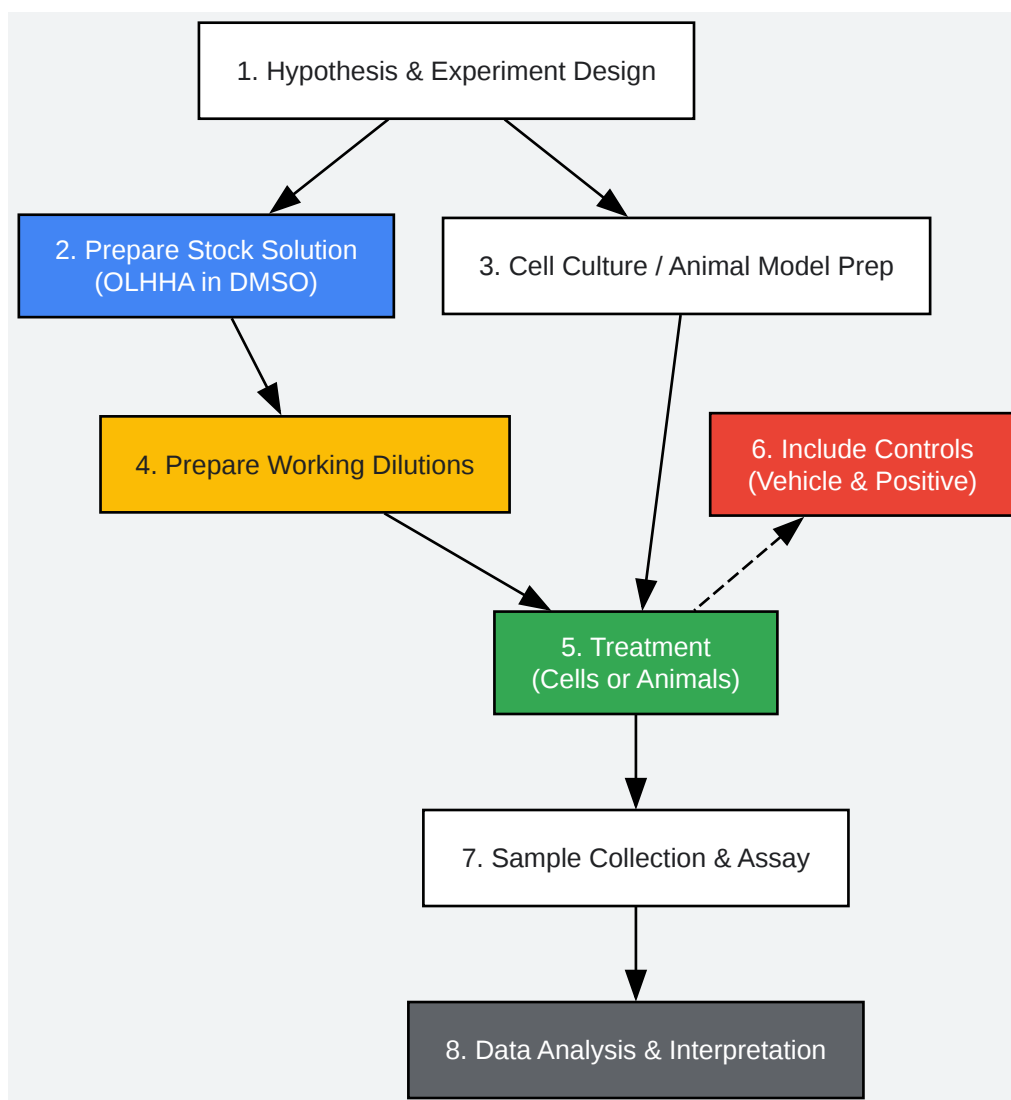 1. Hypothesis & Experiment Design
2. Prepare Stock Solution
(OLHHA in DMSO)
3. Cell Culture / Animal Model Prep
4. Prepare Working Dilutions
6. Include Controls
(Vehicle & Positive)
5. Treatment
(Cells or Animals)
7. Sample Collection & Assay
8. Data Analysis & Interpretation